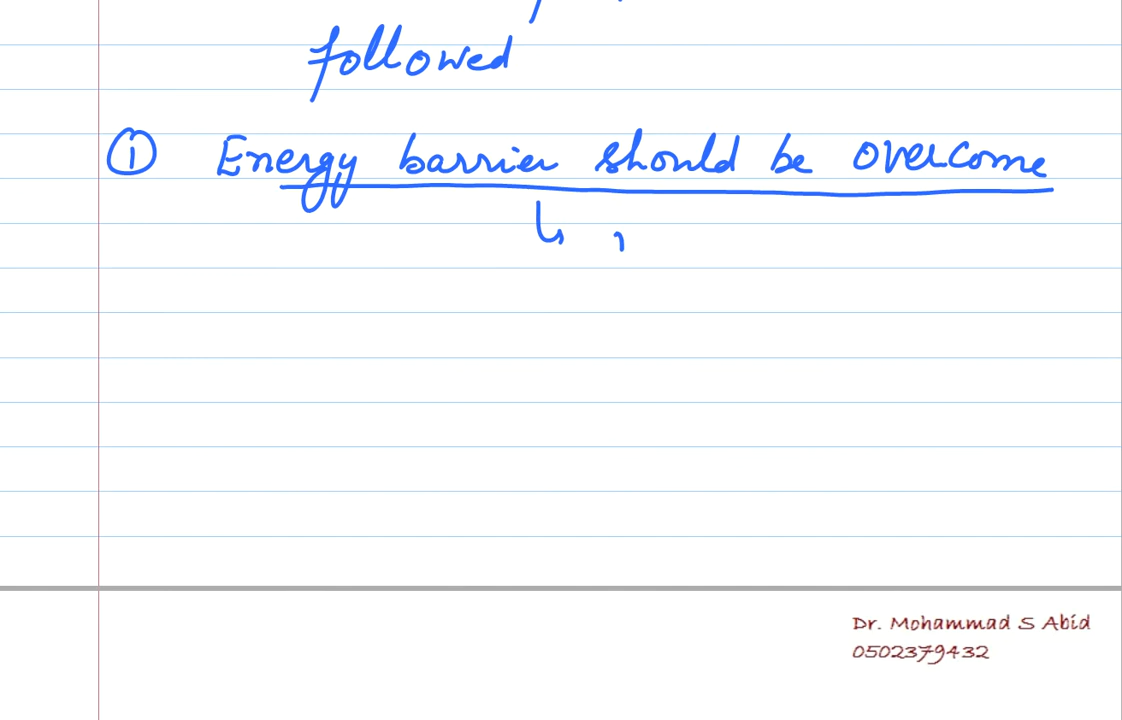 followed
① Energy barrier should be overcome
↳
Dr. Mohammad S Abid
0502379432